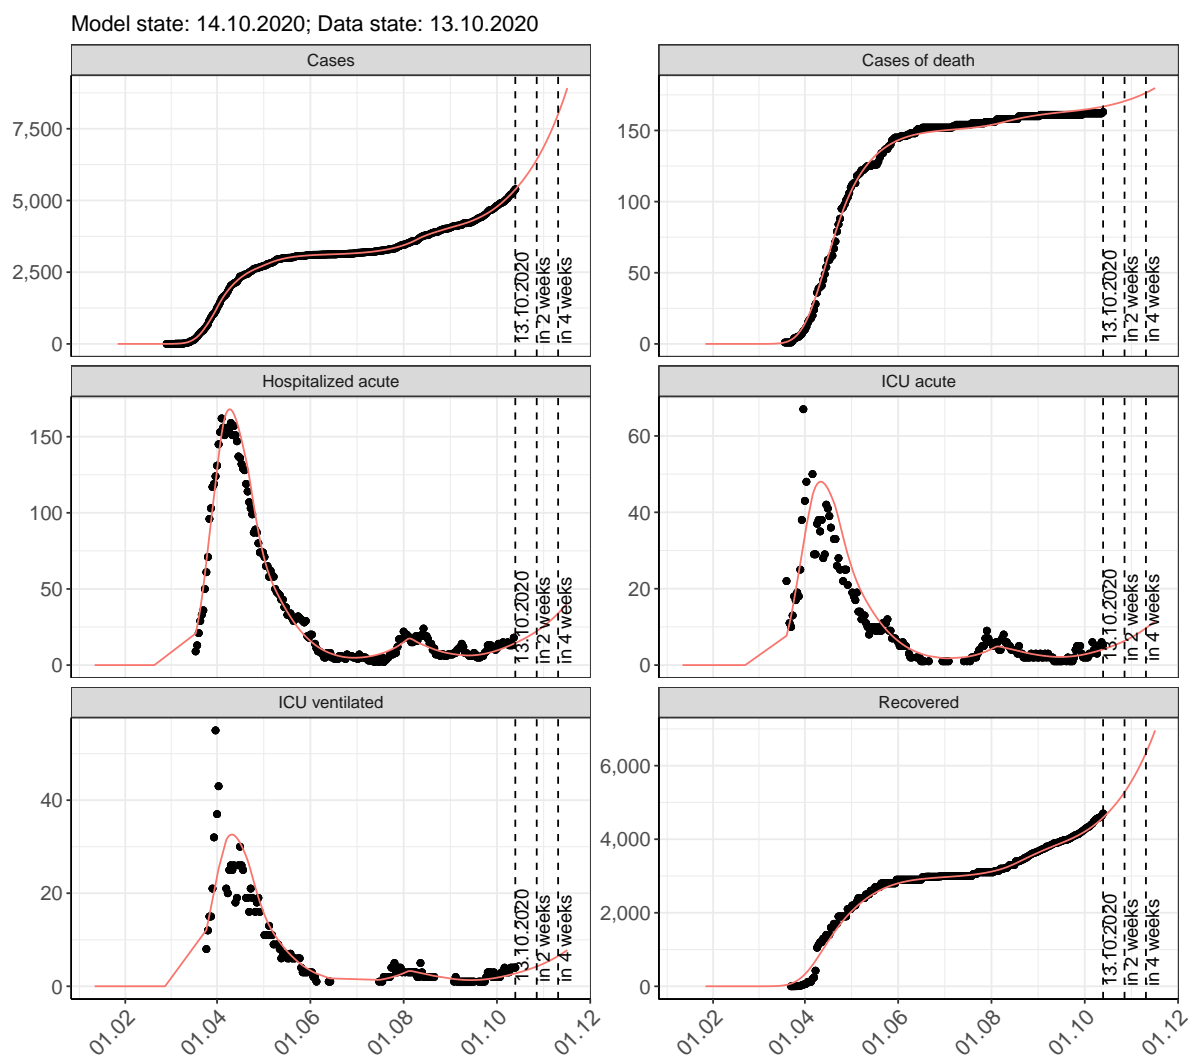 Model state: 14.10.2020; Data state: 13.10.2020
Cases
7,500
5,000
2,500
0
13.10.2020
in 2 weeks
in 4 weeks
Cases of death
150
100
50
0
13.10.2020
in 2 weeks
in 4 weeks
Hospitalized acute
150
100
50
0
13.10.2020
in 2 weeks
in 4 weeks
ICU acute
60
40
20
0
13.10.2020
in 2 weeks
in 4 weeks
ICU ventilated
40
20
0
13.10.2020
in 2 weeks
in 4 weeks
01.02
01.04
01.06
01.08
01.10
01.12
Recovered
6,000
4,000
2,000
0
13.10.2020
in 2 weeks
in 4 weeks
01.02
01.04
01.06
01.08
01.10
01.12